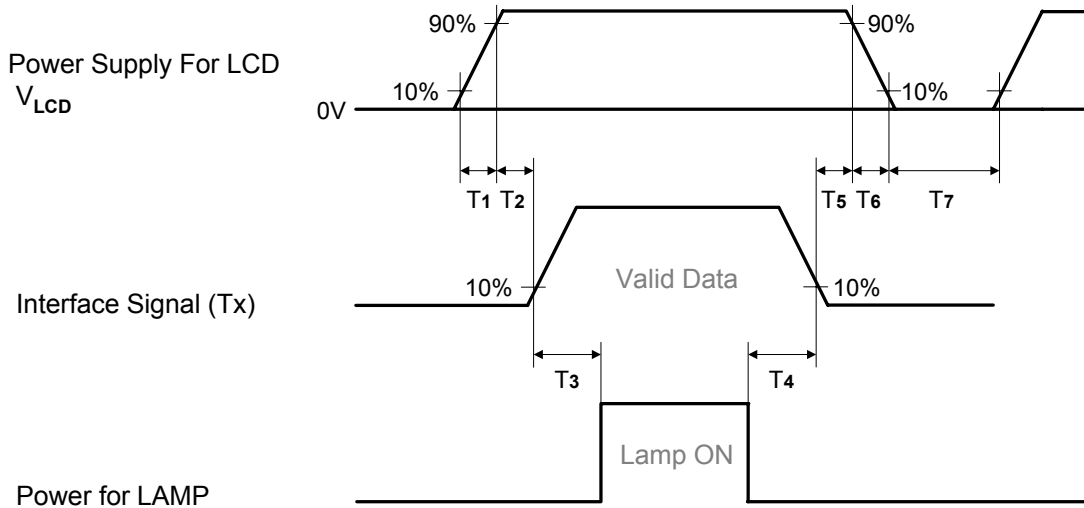 90%
90%
Power Supply For LCD
VLCD
10%
10%
0V
T1
T2
T5
T6
T7
Valid Data
10%
10%
Interface Signal (Tx)
T3
T4
Lamp ON
Power for LAMP